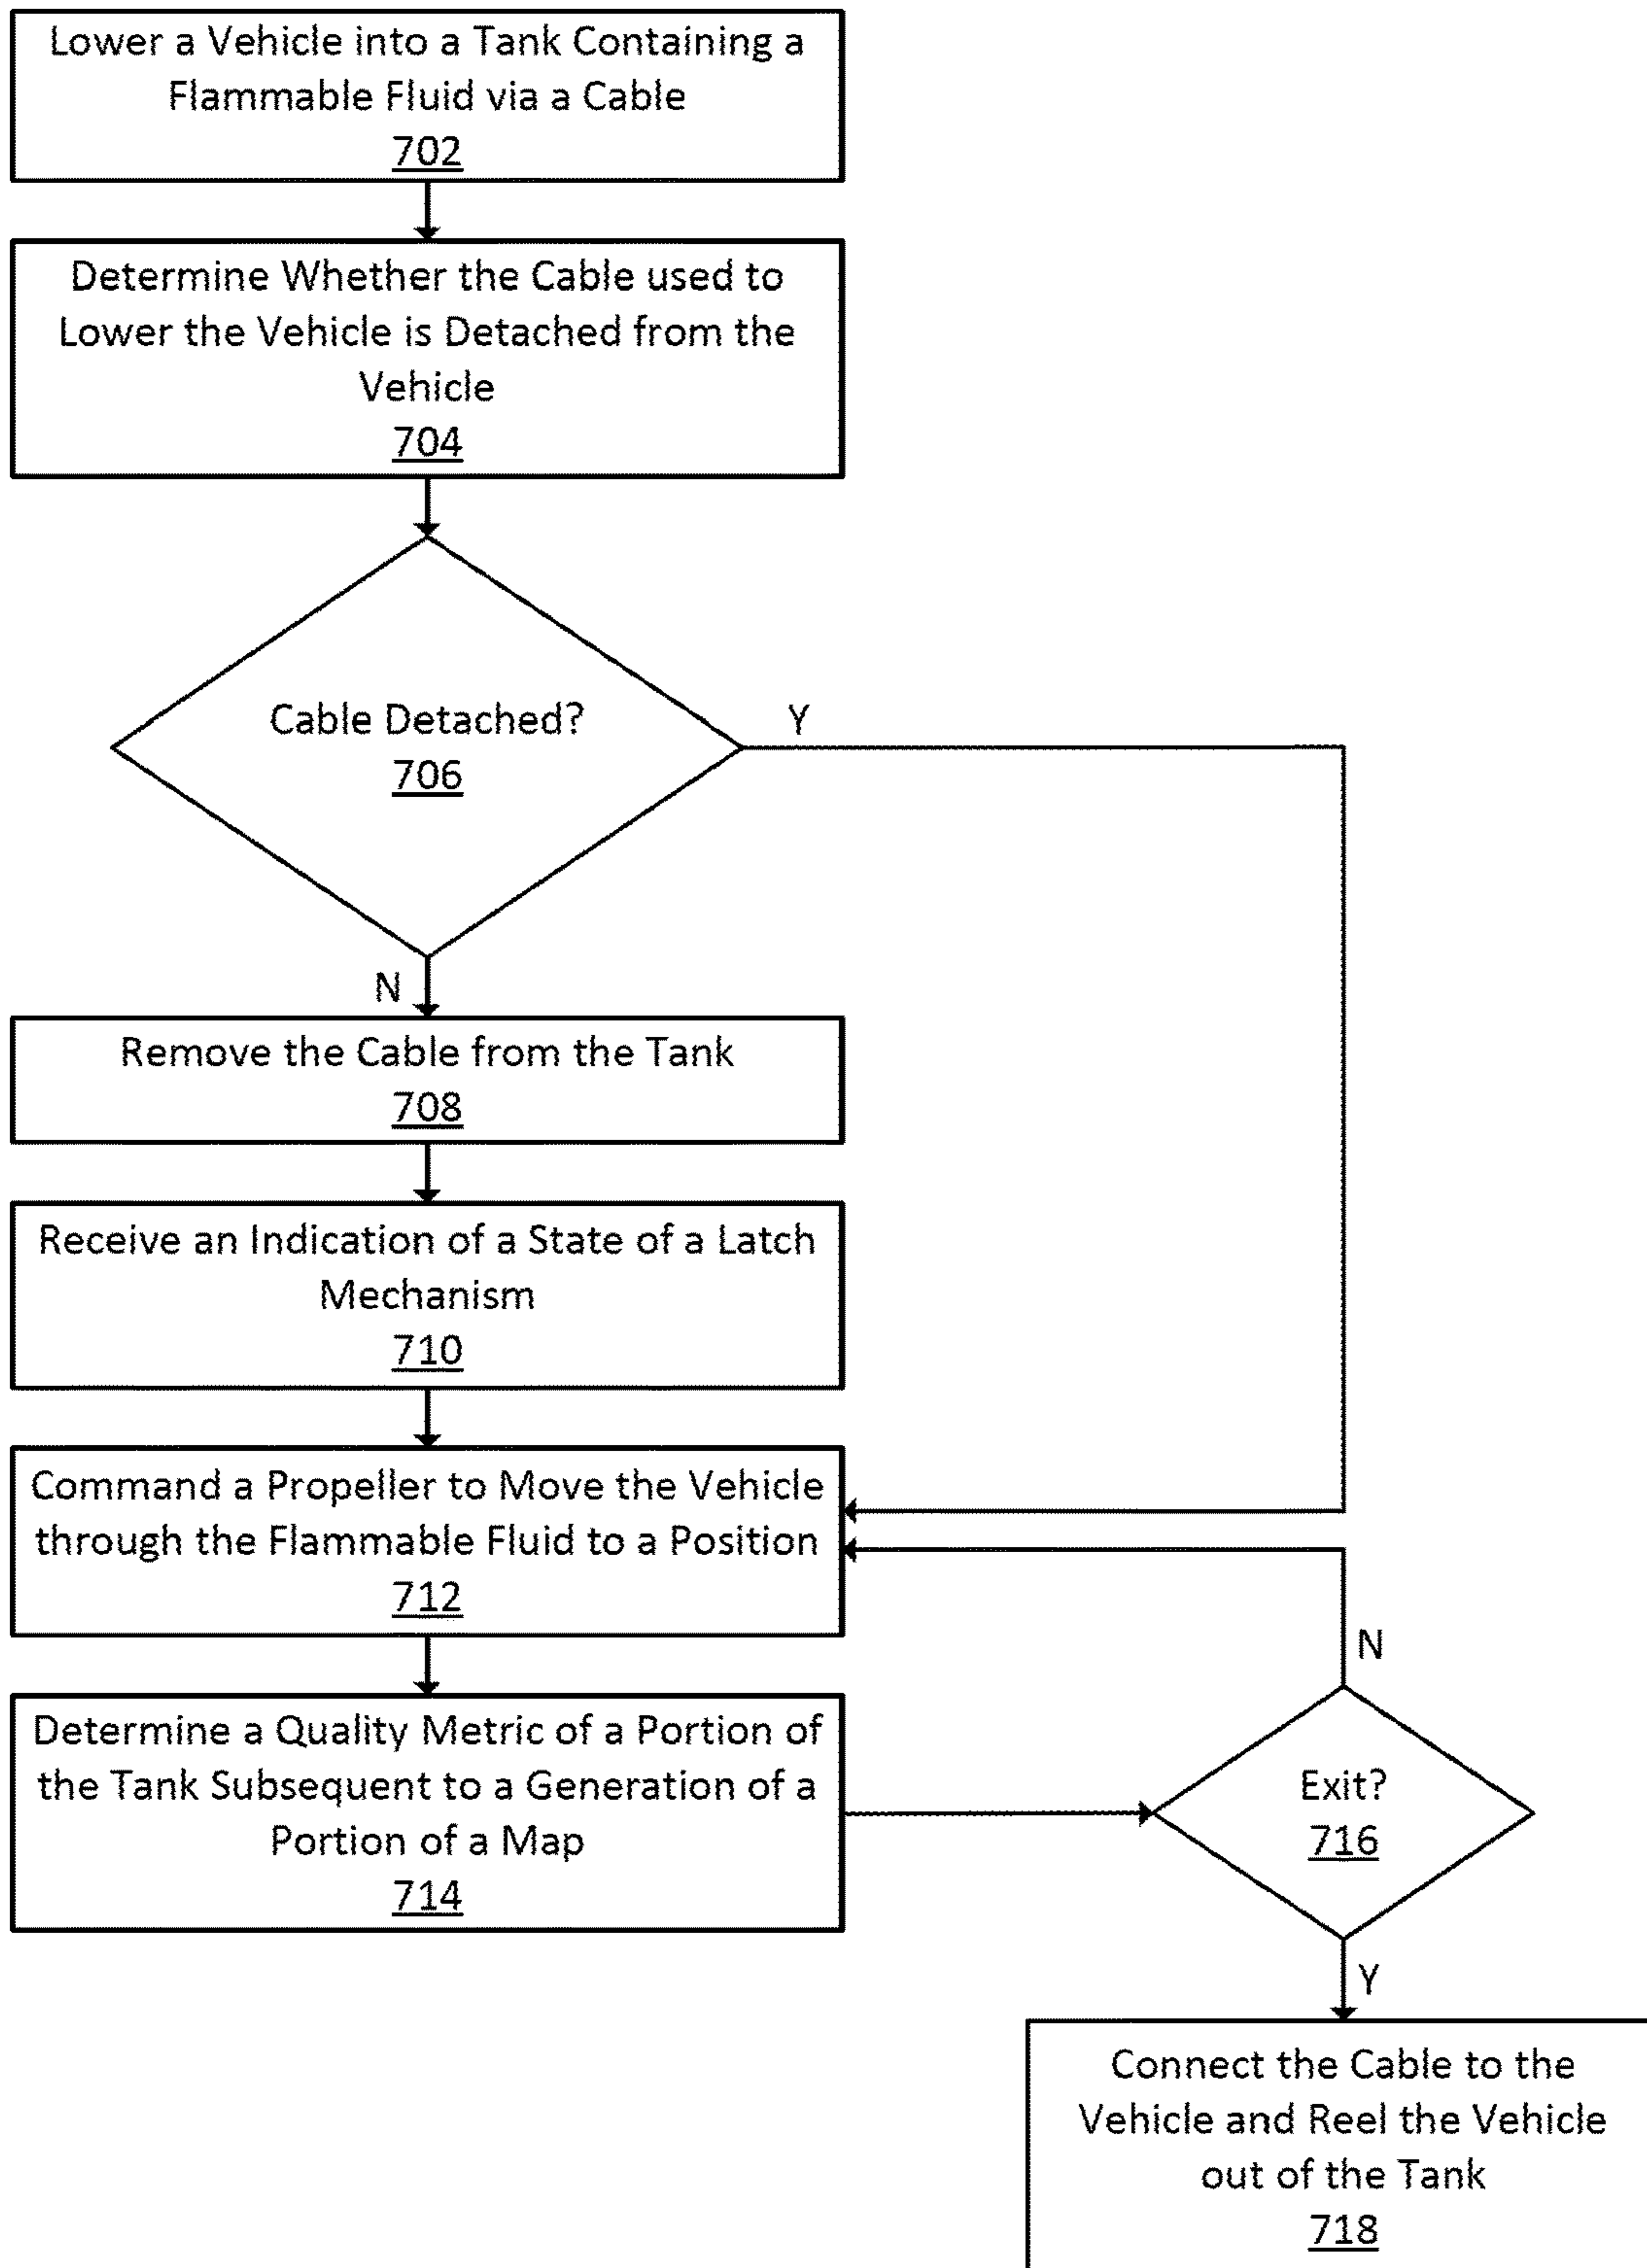 Lower a Vehicle into a Tank Containing a
Flammable Fluid via a Cable
702
Determine Whether the Cable used to
Lower the Vehicle is Detached from the
Vehicle
704
Cable Detached?
706
Y
N
Remove the Cable from the Tank
708
Receive an Indication of a State of a Latch
Mechanism
710
Command a Propeller to Move the Vehicle
through the Flammable Fluid to a Position
712
N
Determine a Quality Metric of a Portion of
the Tank Subsequent to a Generation of a
Portion of a Map
714
Exit?
716
Y
Connect the Cable to the
Vehicle and Reel the Vehicle
out of the Tank
718